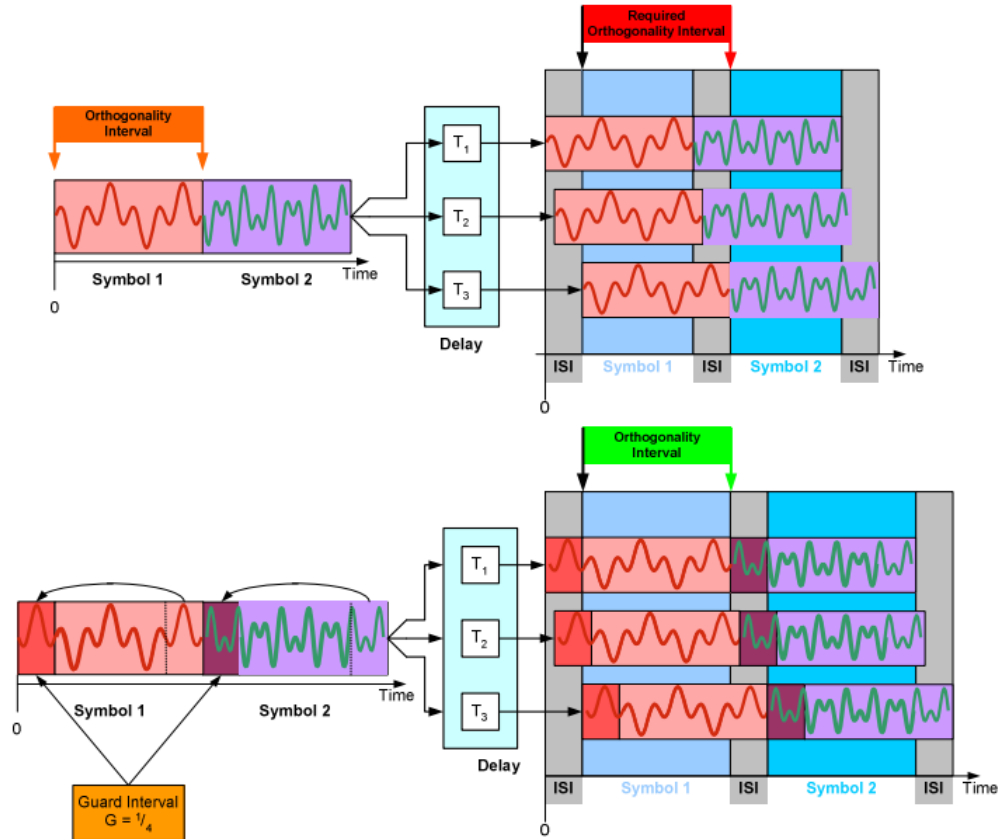 Required
Orthogonality Interval
Orthogonality
Interval
T1
T2
T3
Symbol 1
Symbol 2
Time
0
Delay
ISI
Symbol 1
ISI
Symbol 2
ISI
Time
0
Orthogonality
Interval
T1
T2
T3
Symbol 1
Symbol 2
Time
0
Delay
ISI
Symbol 1
ISI
Symbol 2
ISI
Time
0
Guard Interval
G = 1/4